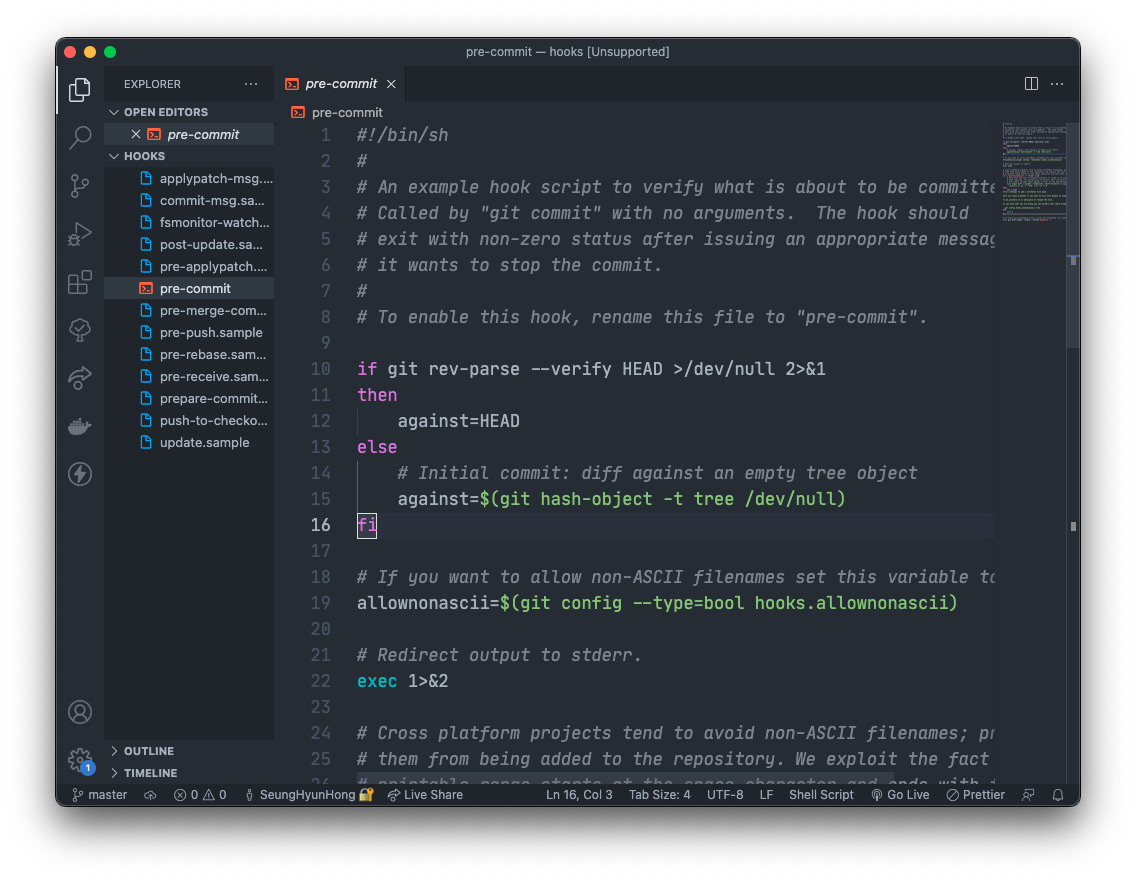 pre-commit — hooks [Unsupported]
EXPLORER
pre-commit
OPEN EDITORS
pre-commit
HOOKS
applypatch-msg....
commit-msg.sa...
fsmonitor-watch...
post-update.sa...
pre-applypatch....
pre-commit
pre-merge-com...
pre-push.sample
pre-rebase.sam...
pre-receive.sam...
prepare-commit...
push-to-checko...
update.sample
OUTLINE
TIMELINE
pre-commit
1 #!/bin/sh
2 #
3 # An example hook script to verify what is about to be committe
4 # Called by "git commit" with no arguments.  The hook should
5 # exit with non-zero status after issuing an appropriate messag
6 # it wants to stop the commit.
7 #
8 # To enable this hook, rename this file to "pre-commit".
9
10 if git rev-parse --verify HEAD >/dev/null 2>&1
11 then
12     against=HEAD
13 else
14     # Initial commit: diff against an empty tree object
15     against=$(git hash-object -t tree /dev/null)
16 fi
17
18 # If you want to allow non-ASCII filenames set this variable to
19 allownonascii=$(git config --type=bool hooks.allownonascii)
20
21 # Redirect output to stderr.
22 exec 1>&2
23
24 # Cross platform projects tend to avoid non-ASCII filenames; pr
25 # them from being added to the repository. We exploit the fact
26 # printable range starts at the space character and ends with
1
master 0 0 SeungHyunHong 🔐 Live Share Ln 16, Col 3 Tab Size: 4 UTF-8 LF Shell Script Go Live Prettier